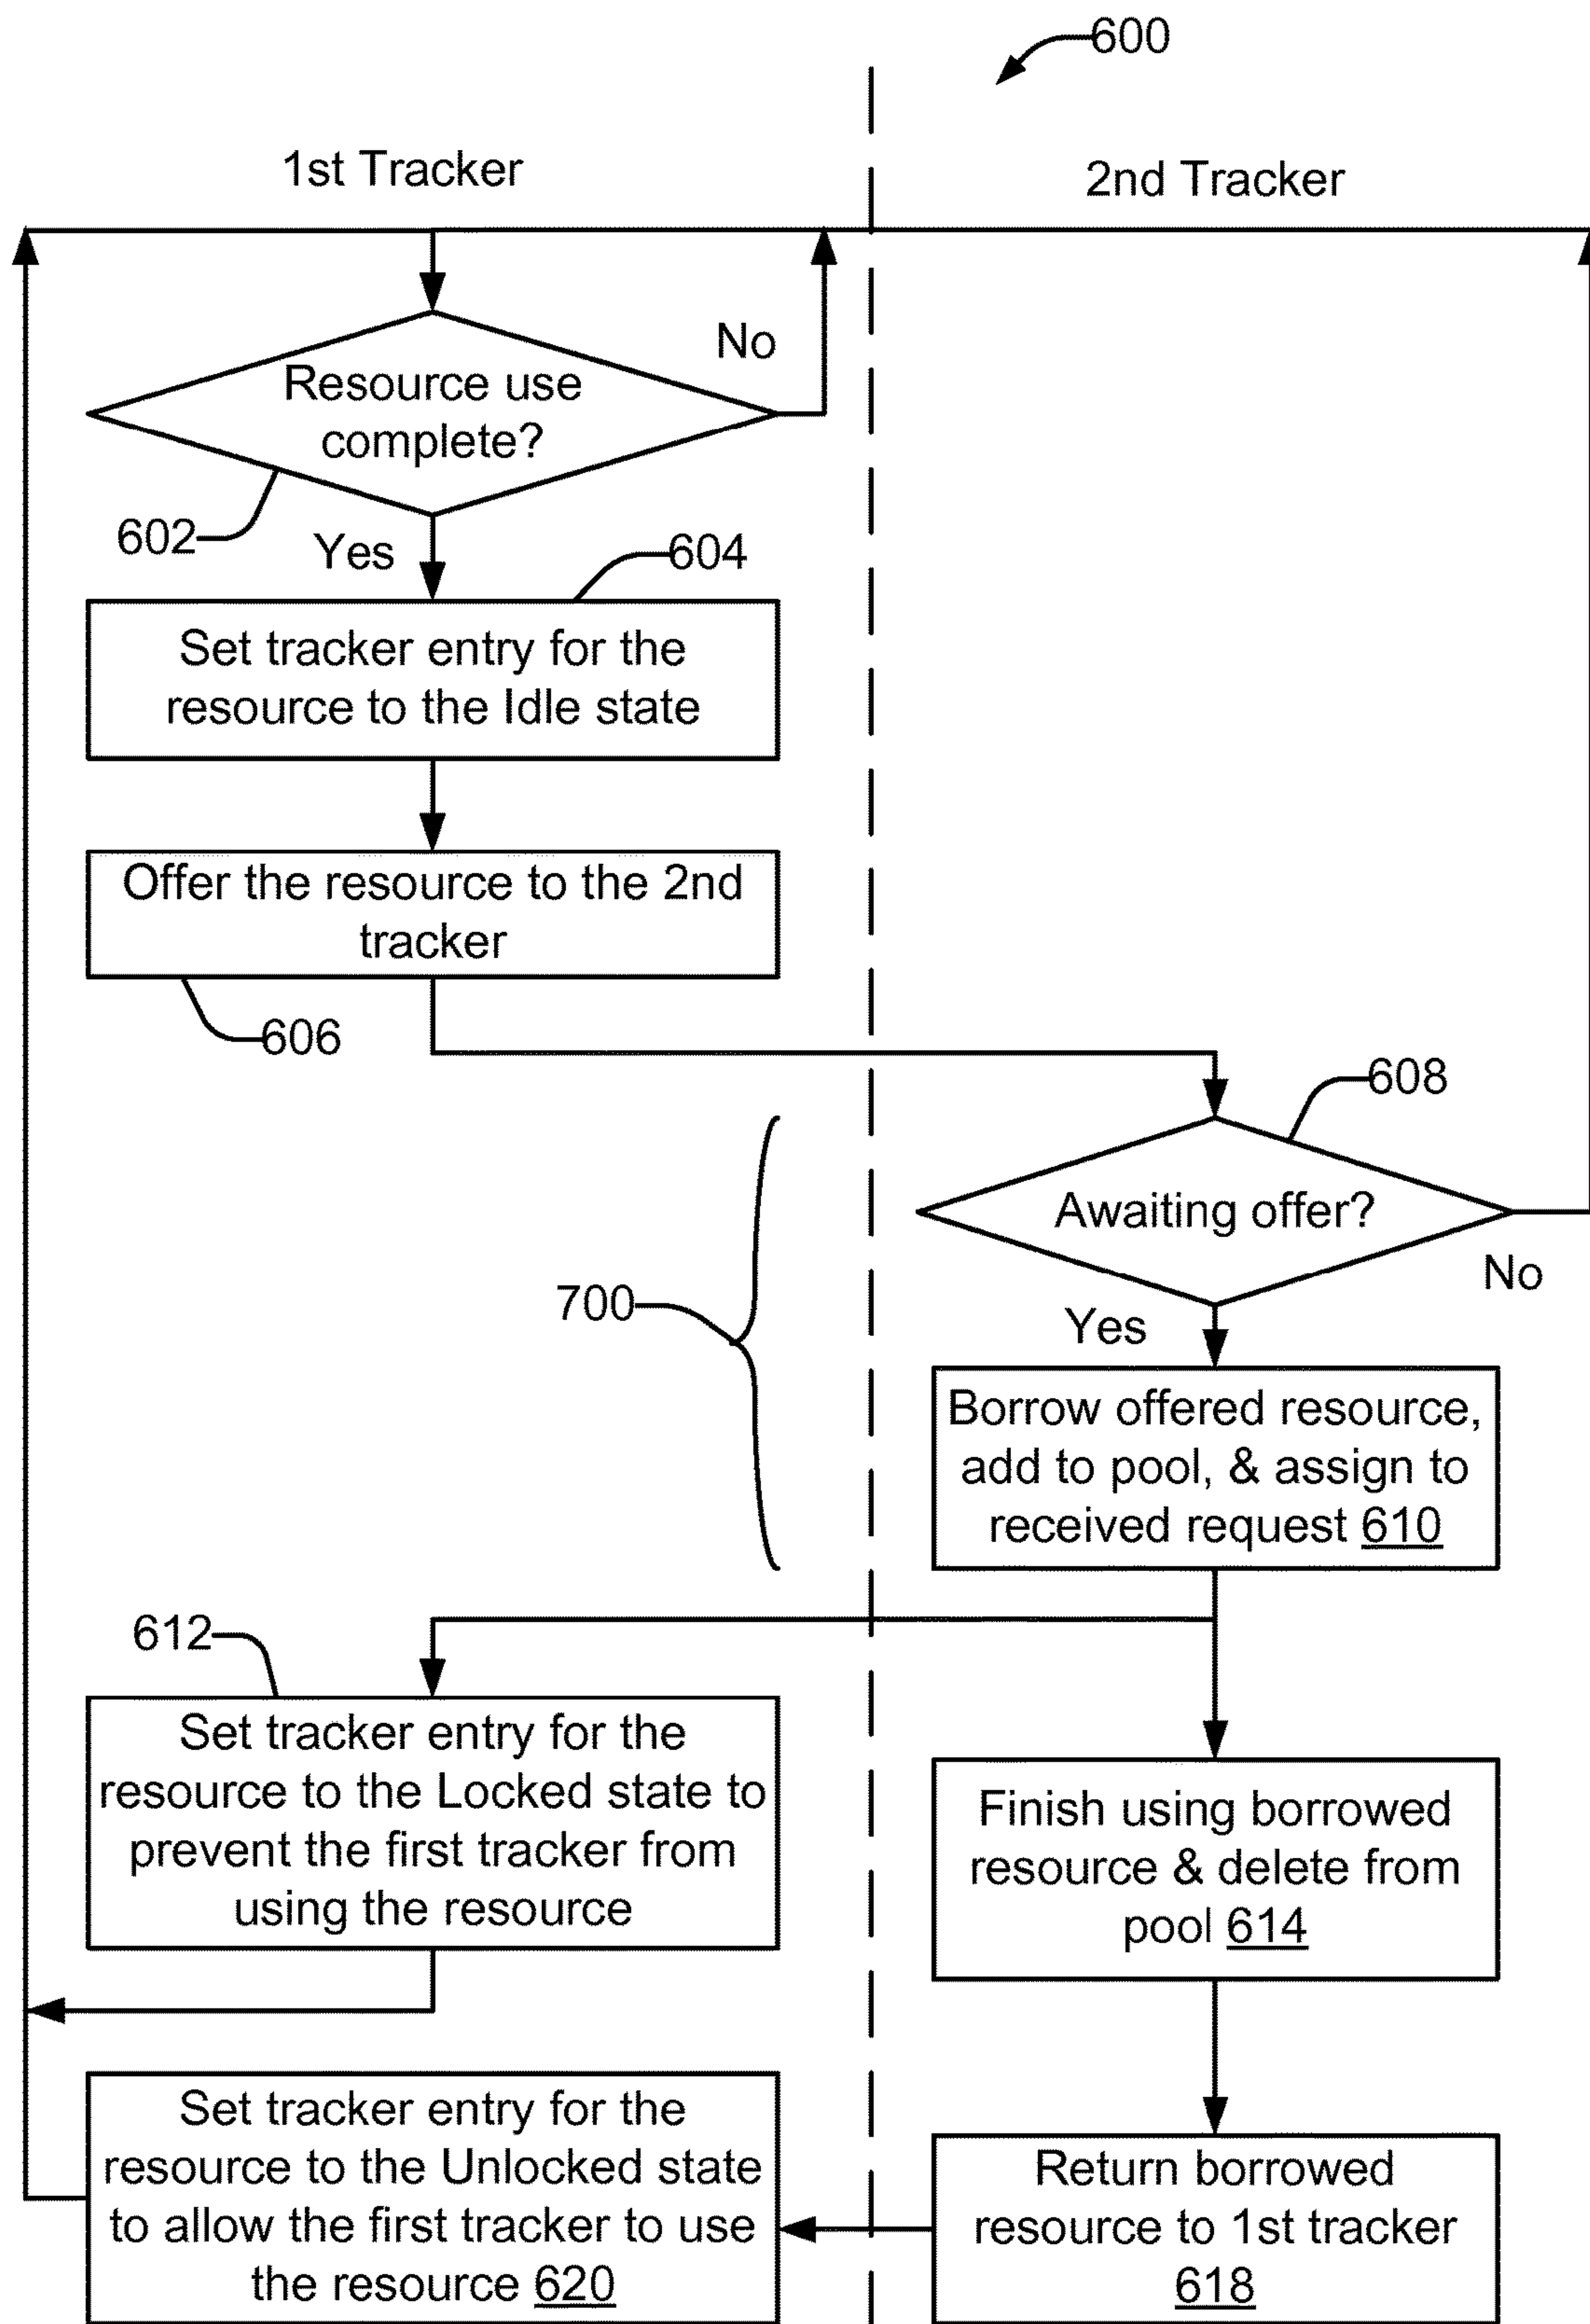 600
1st Tracker
2nd Tracker
No
Resource use
complete?
602
Yes
604
Set tracker entry for the
resource to the Idle state
Offer the resource to the 2nd
tracker
606
608
Awaiting offer?
No
700
Yes
Borrow offered resource,
add to pool, & assign to
received request 610
612
Set tracker entry for the
resource to the Locked state to
prevent the first tracker from
using the resource
Finish using borrowed
resource & delete from
pool 614
Set tracker entry for the
resource to the Unlocked state
to allow the first tracker to use
the resource 620
Return borrowed
resource to 1st tracker
618